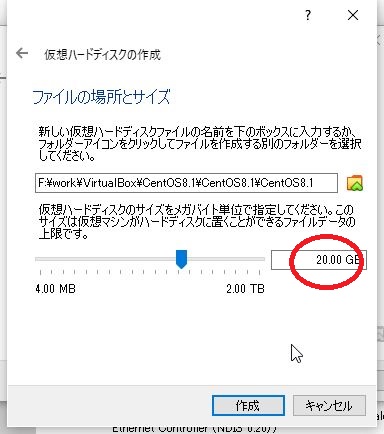 ?
仮想ハードディスクの作成
ファイルの場所とサイズ
新しい仮想ハードディスクファイルの名前を下のボックスに入力するか、
フォルダーアイコンをクリックしてファイルを作成する別のフォルダーを選択
してください。
F:¥work¥VirtualBox¥CentOS8.1¥CentOS8.1¥CentOS8.1
仮想ハードディスクのサイズをメガバイト単位で指定してください。この
サイズは仮想マシンがハードディスクに置くことができるファイルデータの
上限です。
20.00 GB
4.00 MB
2.00 TB
作成
キャンセル
Ethernet Controller (NDIS 6.20))